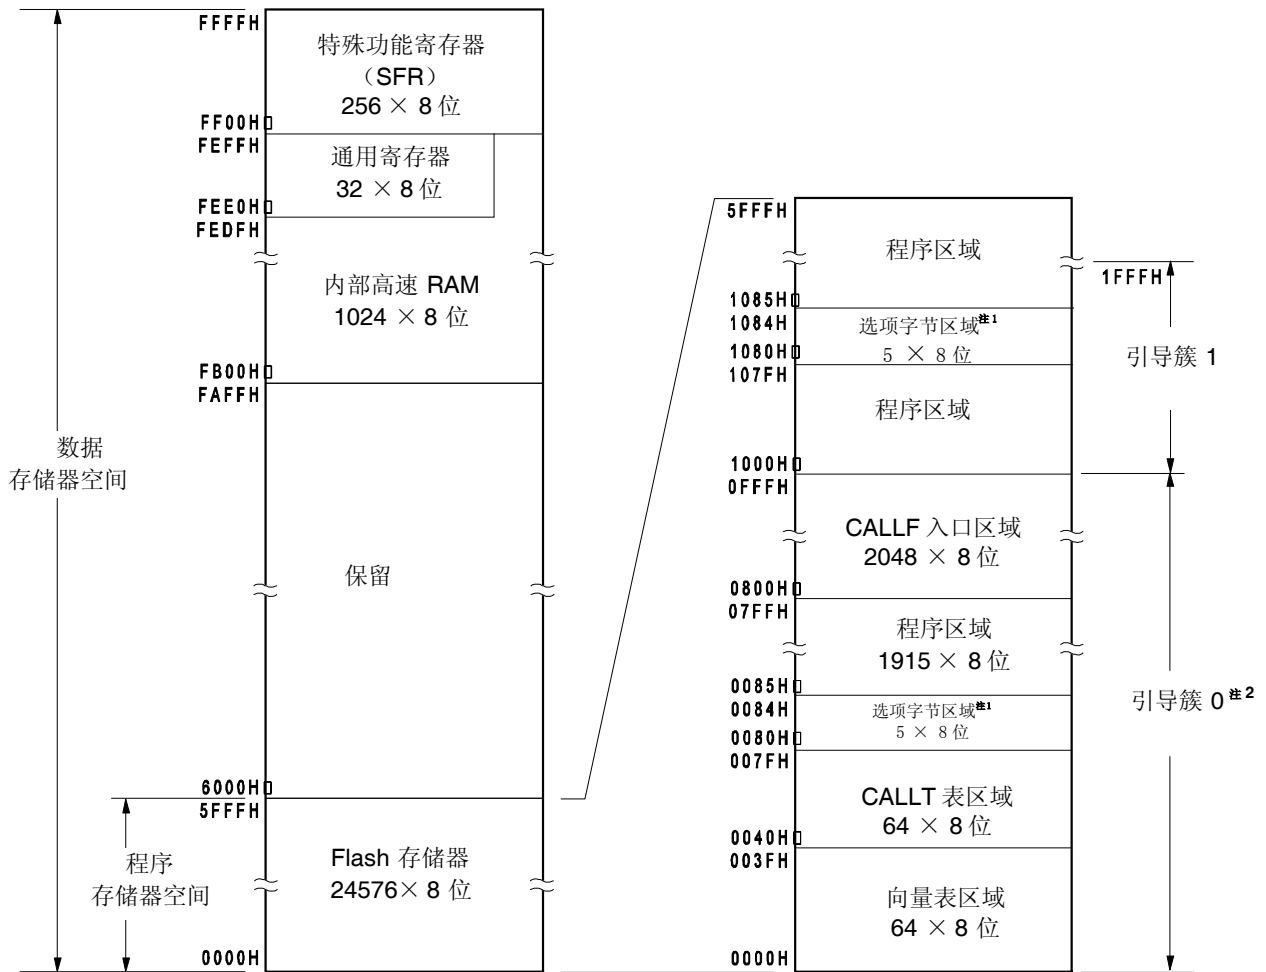 FFFFH
特殊功能寄存器
（SFR）
256 × 8 位
FF00H
FEFFH
通用寄存器
32 × 8 位
FEE0H
FEDFH
内部高速 RAM
1024 × 8 位
FB00H
FAFFH
数据
存储器空间
保留
6000H
5FFFH
程序
存储器空间
Flash 存储器
24576× 8 位
0000H
5FFFH
程序区域
1FFFH
1085H
1084H
选项字节区域注1
5 × 8 位
1080H
107FH
引导簇 1
程序区域
1000H
0FFFH
CALLF 入口区域
2048 × 8 位
0800H
07FFH
程序区域
1915 × 8 位
0085H
0084H
选项字节区域注1
5 × 8 位
引导簇 0注2
0080H
007FH
CALLT 表区域
64 × 8 位
0040H
003FH
向量表区域
64 × 8 位
0000H